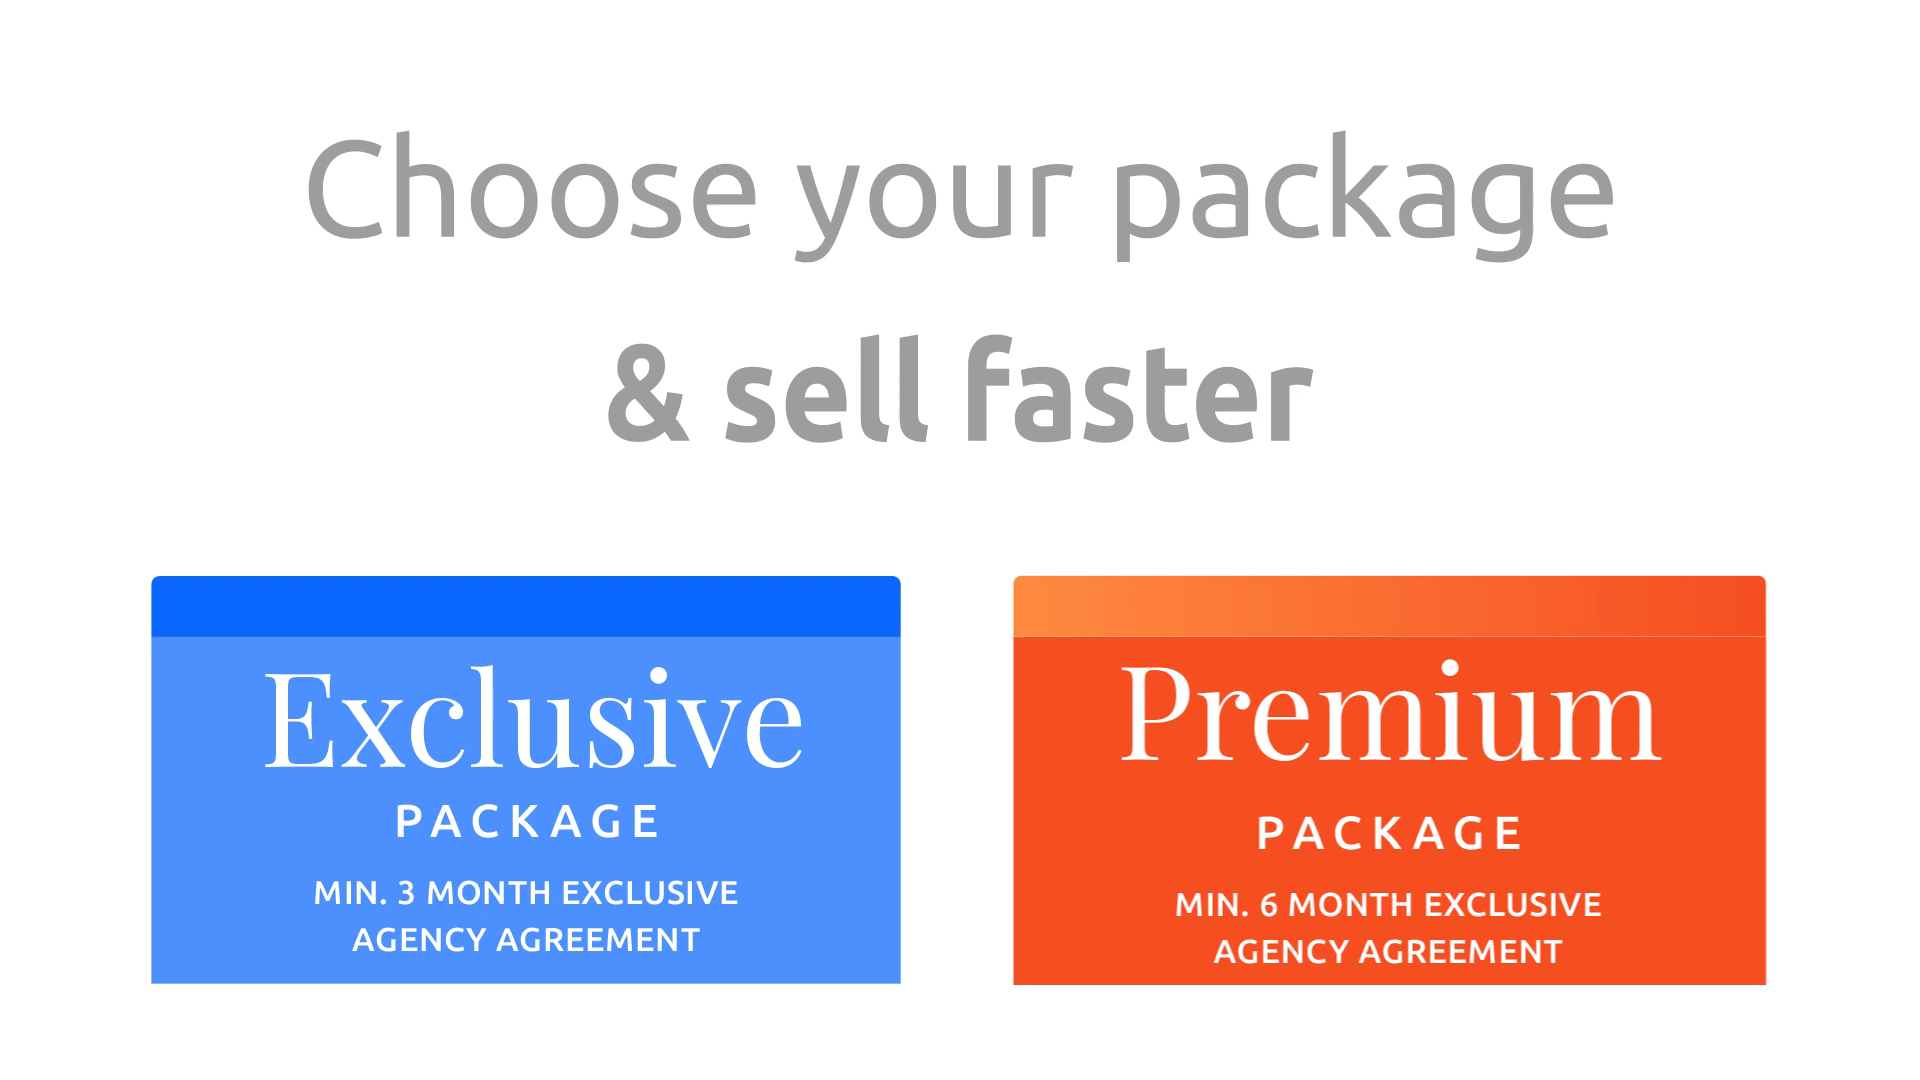 Choose your package
& sell faster
Exclusive
PACKAGE
MIN. 3 MONTH EXCLUSIVE
AGENCY AGREEMENT
Premium
PACKAGE
MIN. 6 MONTH EXCLUSIVE
AGENCY AGREEMENT